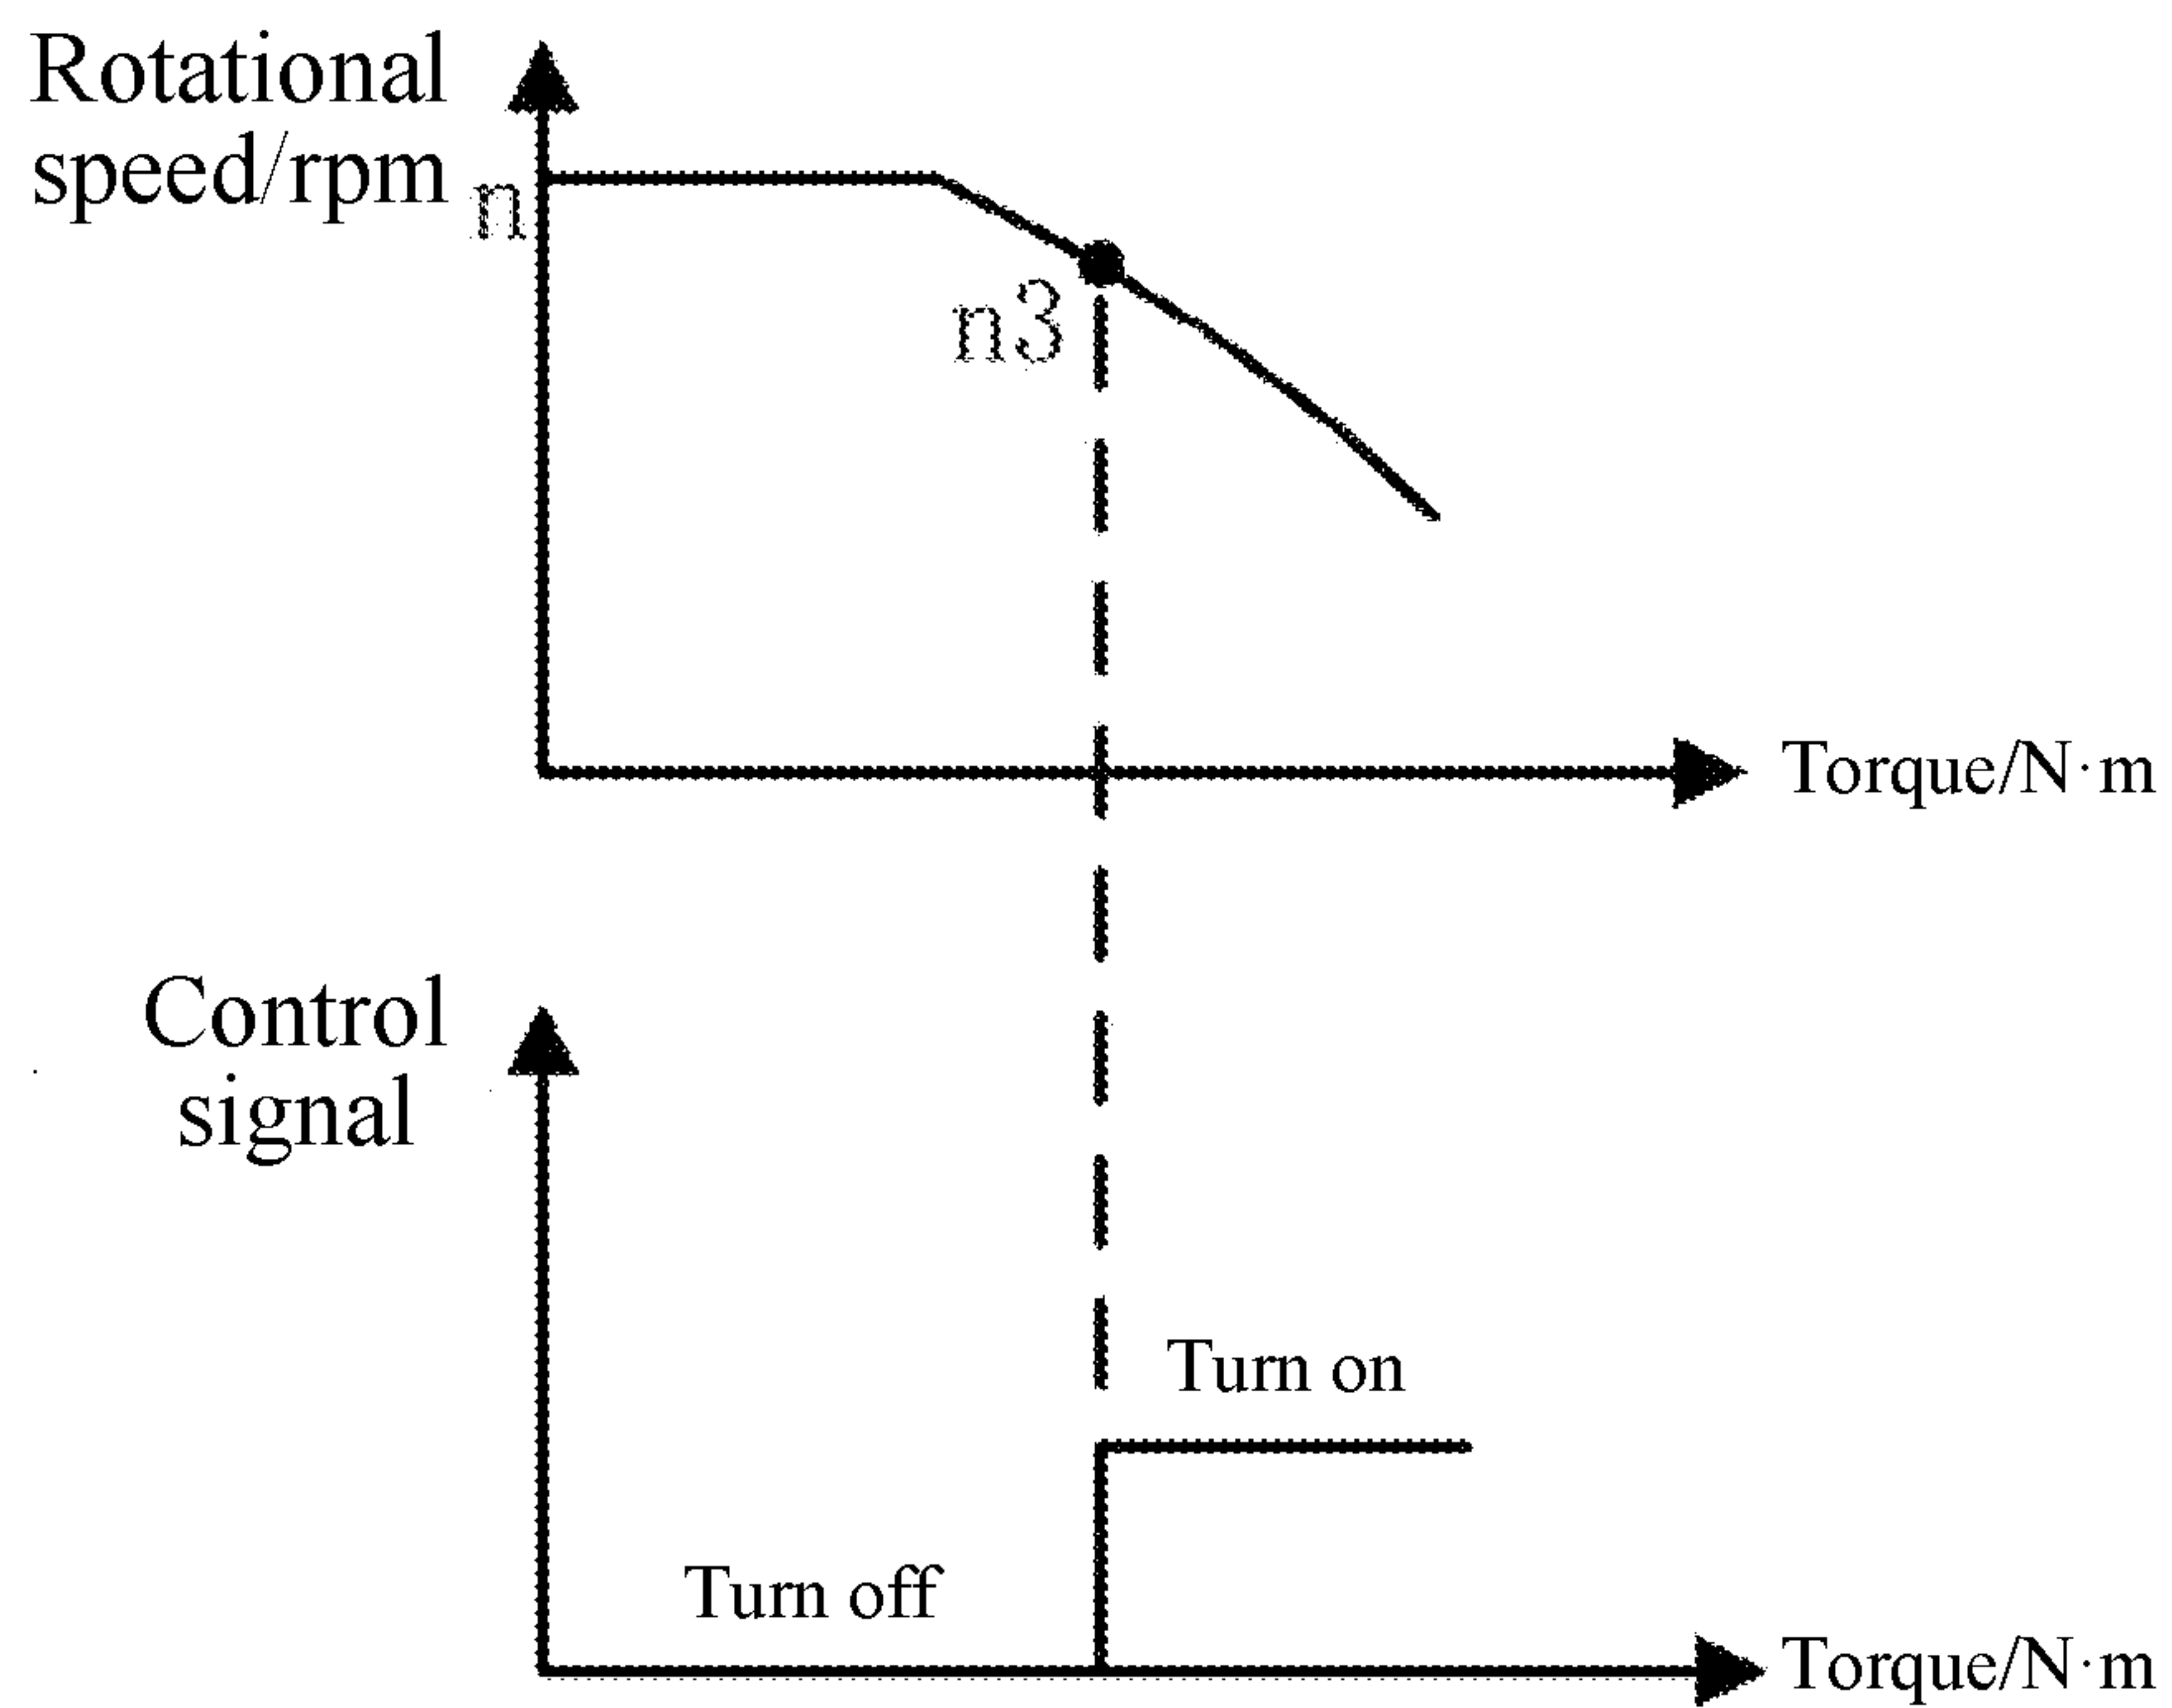 Rotational
speed/rpm
n
n3
Torque/N·m
Control
signal
Turn on
Turn off
Torque/N·m